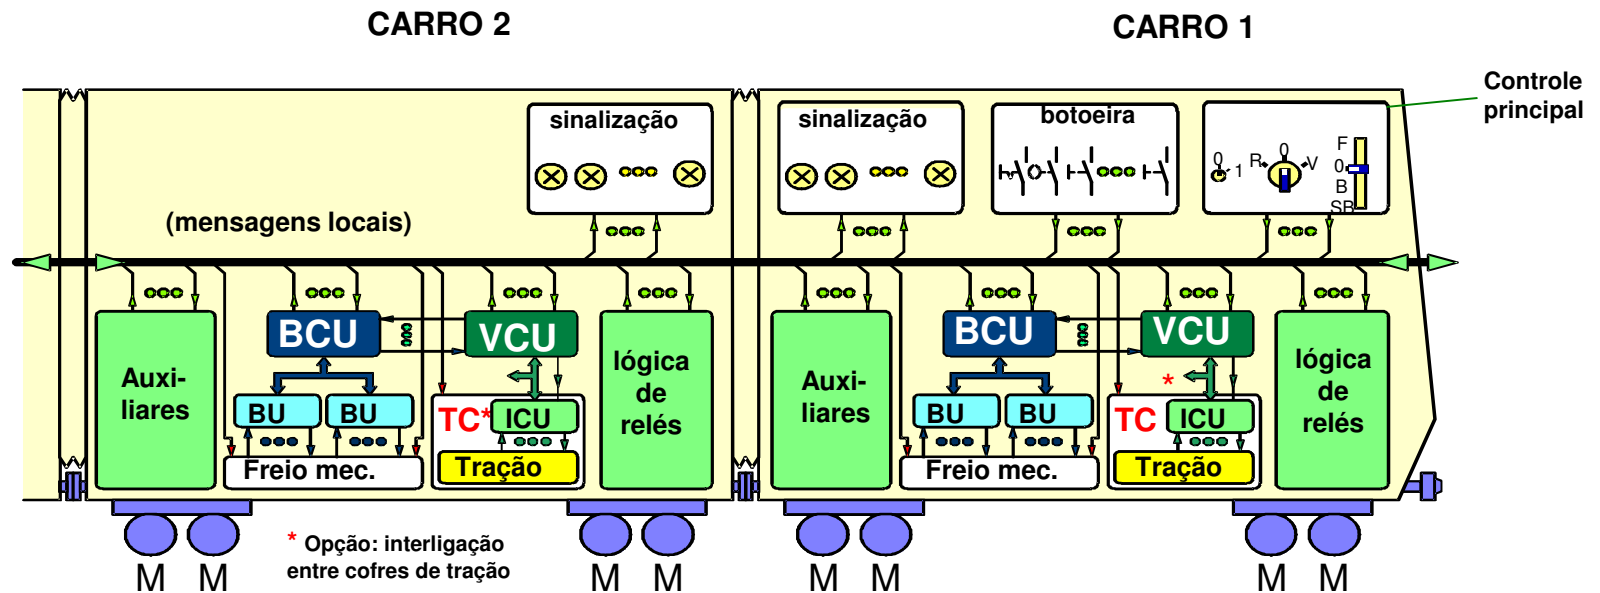 CARRO 2
CARRO 1
Controle
principal
sinalização
sinalização
botoeira
0
1
R
0
V
F
0
B
SB
(mensagens locais)
Auxi-
liares
BCU
VCU
lógica
de
relés
BU
BU
TC*
ICU
Freio mec.
Tração
Auxi-
liares
BCU
VCU
*
lógica
de
relés
BU
BU
TC
ICU
Freio mec.
Tração
* Opção: interligação
entre cofres de tração
M M M M M M M M